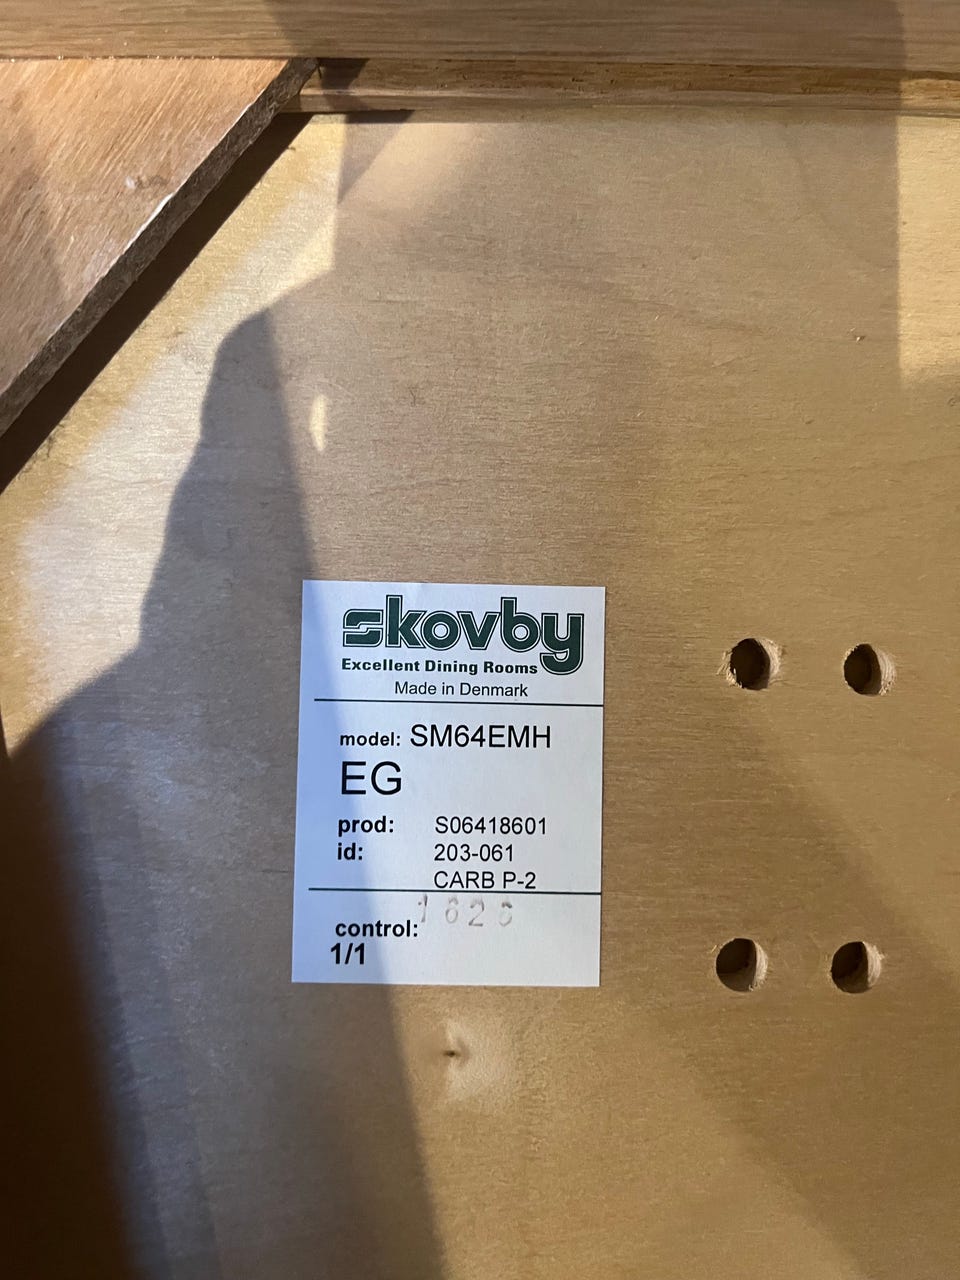 skovby
Excellent Dining Rooms
Made in Denmark
model: SM64EMH
EG
prod: S06418601
id: 203-061
CARB P-2
control:
1/1